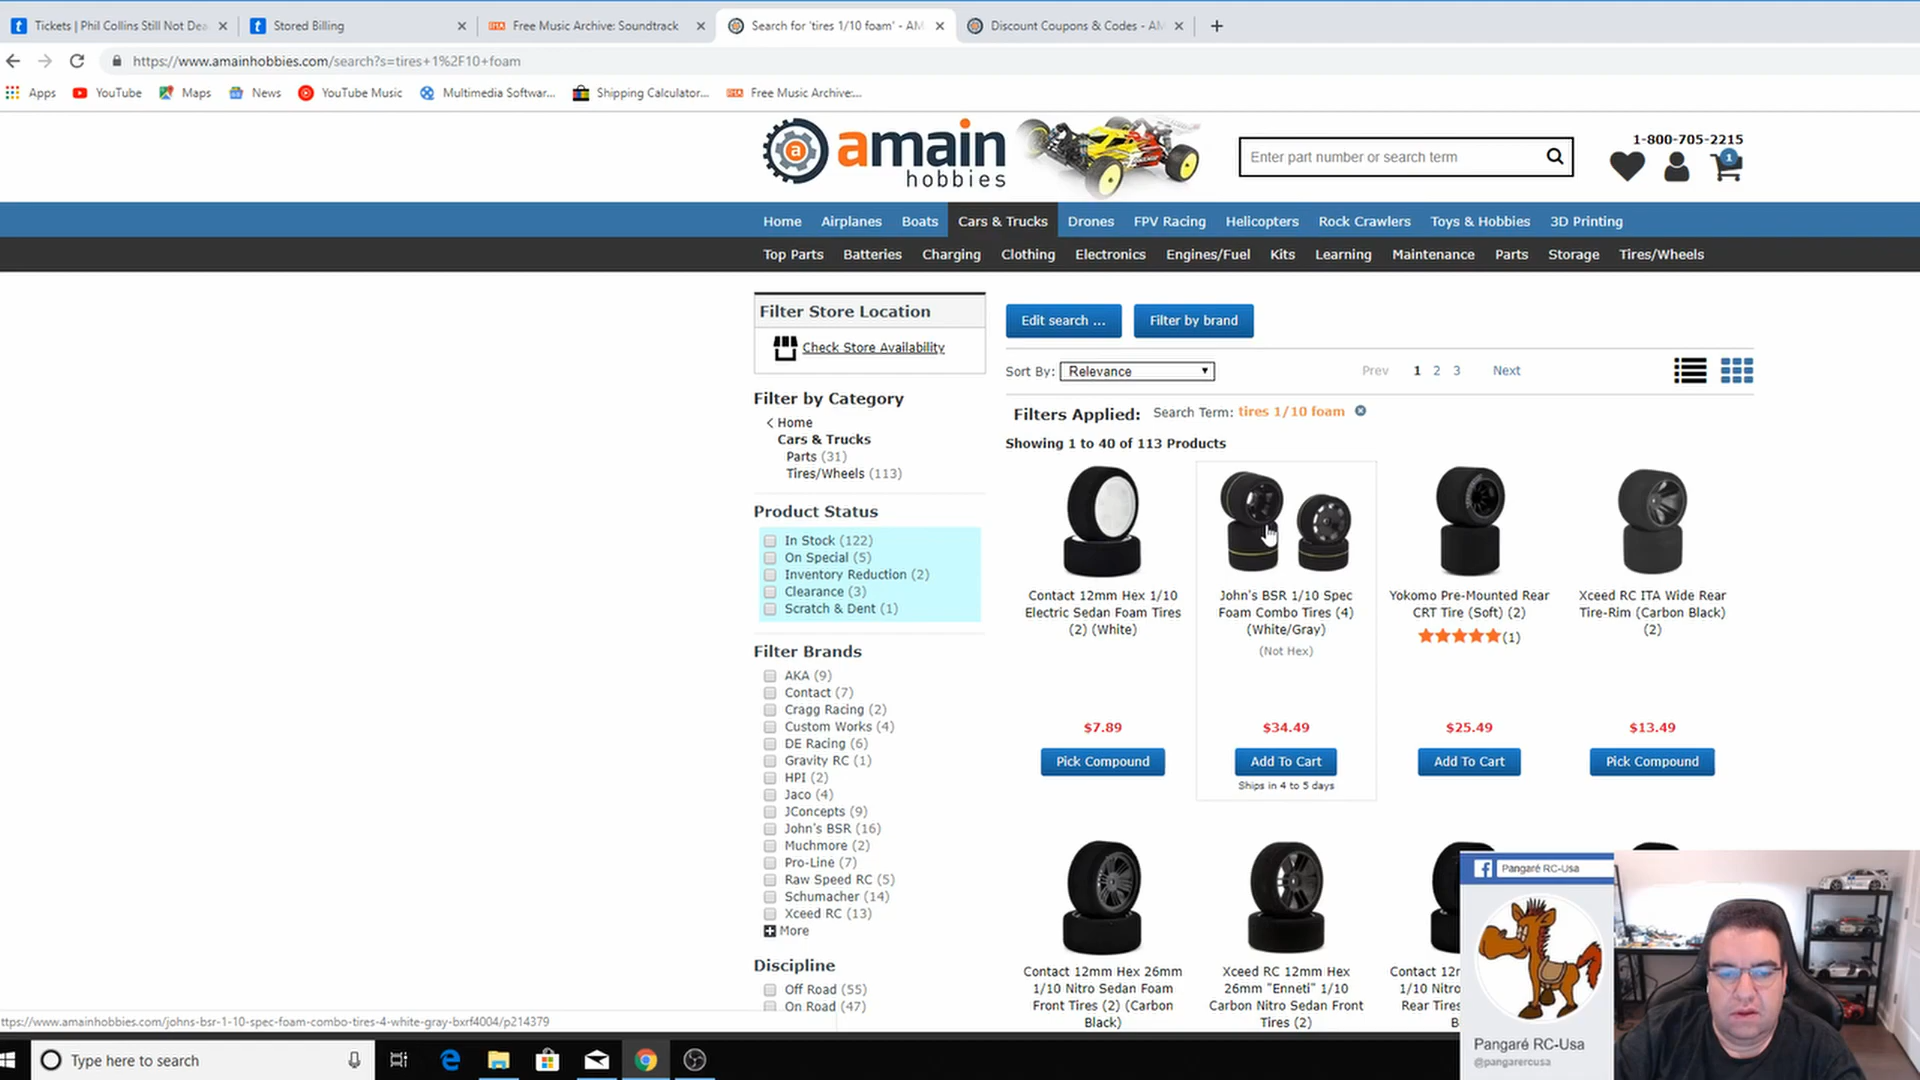 Tickets | Phil Collins Still Not Dea
Stored Billing
Free Music Archive: Soundtrack
Search for 'tires 1/10 foam' - AM
Discount Coupons & Codes - AM
https://www.amainhobbies.com/search?s=tires+1%2F10+foam
Apps
YouTube
Maps
News
YouTube Music
Multimedia Softwar...
Shipping Calculator...
Free Music Archive:...
amain
hobbies
Enter part number or search term
1-800-705-2215
1
Home Airplanes Boats Cars & Trucks Drones FPV Racing Helicopters Rock Crawlers Toys & Hobbies 3D Printing
Top Parts Batteries Charging Clothing Electronics Engines/Fuel Kits Learning Maintenance Parts Storage Tires/Wheels
Filter Store Location
Check Store Availability
Filter by Category
< Home
Cars & Trucks
Parts (31)
Tires/Wheels (113)
Product Status
In Stock (122)
On Special (5)
Inventory Reduction (2)
Clearance (3)
Scratch & Dent (1)
Filter Brands
AKA (9)
Contact (7)
Cragg Racing (2)
Custom Works (4)
DE Racing (6)
Gravity RC (1)
HPI (2)
Jaco (4)
JConcepts (9)
John's BSR (16)
Muchmore (2)
Pro-Line (7)
Raw Speed RC (5)
Schumacher (14)
Xceed RC (13)
More
Discipline
Off Road (55)
On Road (47)
Edit search ...
Filter by brand
Sort By: Relevance
Prev 1 2 3 Next
Filters Applied: Search Term: tires 1/10 foam
Showing 1 to 40 of 113 Products
Contact 12mm Hex 1/10
Electric Sedan Foam Tires
(2) (White)
$7.89
Pick Compound
John's BSR 1/10 Spec
Foam Combo Tires (4)
(White/Gray)
(Not Hex)
$34.49
Add To Cart
Ships in 4 to 5 days
Yokomo Pre-Mounted Rear
CRT Tire (Soft) (2)
(1)
$25.49
Add To Cart
Xceed RC ITA Wide Rear
Tire-Rim (Carbon Black)
(2)
$13.49
Pick Compound
Contact 12mm Hex 26mm
1/10 Nitro Sedan Foam
Front Tires (2) (Carbon
Black)
Xceed RC 12mm Hex
26mm "Enneti" 1/10
Carbon Nitro Sedan Front
Tires (2)
Contact 12m
1/10 Nitro
Rear Tires
B
Pangaré RC-Usa
Pangaré RC-Usa
@pangarercusa
ttps://www.amainhobbies.com/johns-bsr-1-10-spec-foam-combo-tires-4-white-gray-bxrf4004/p214379
Type here to search